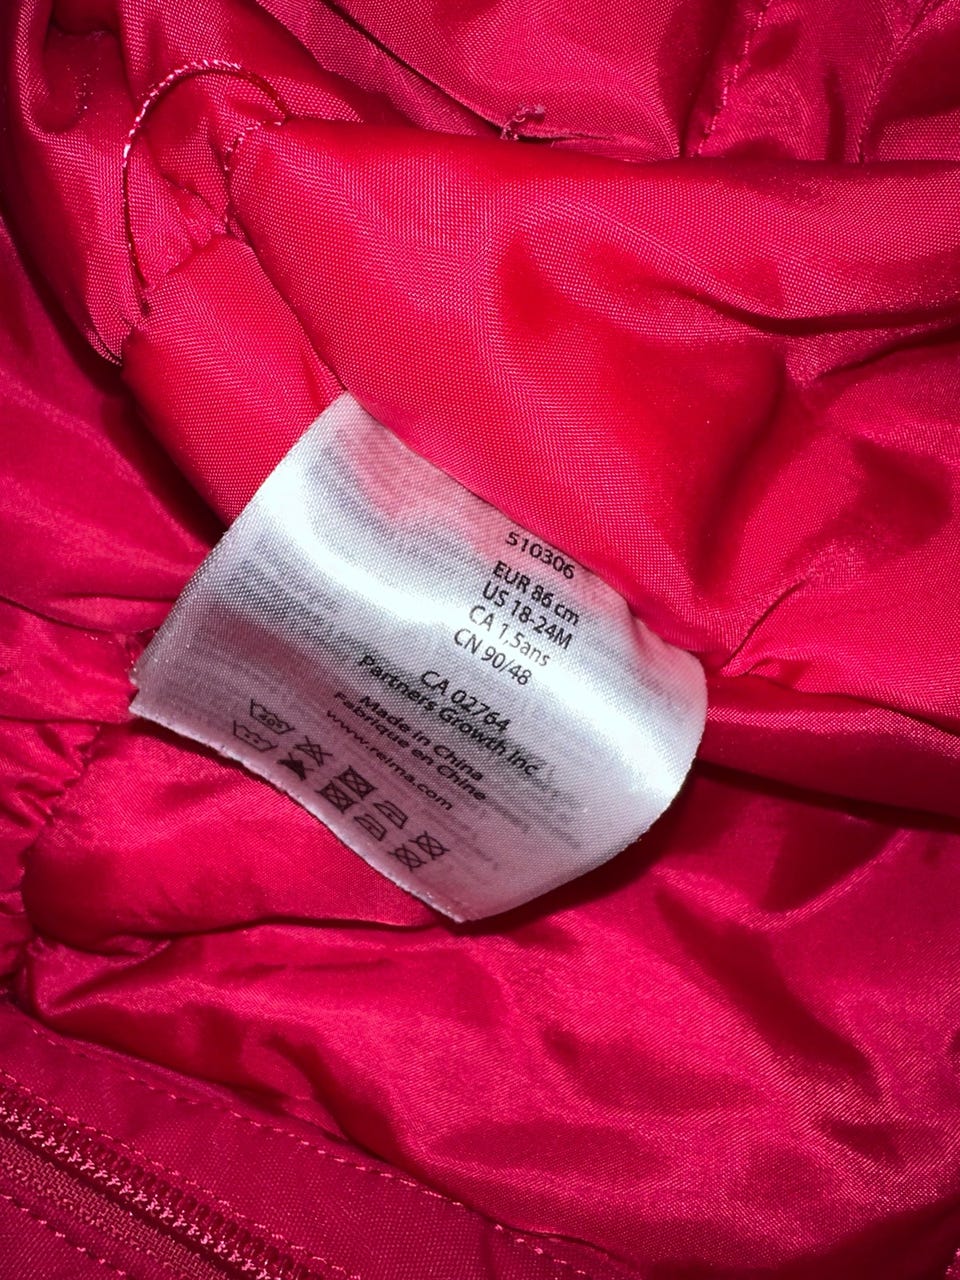 510306
EUR 86 cm
US 18-24M
CA 1,5ans
CN 90/48
CA 02764
Partners Growth Inc.
Made in China
Fabrique en Chine
www.reima.com